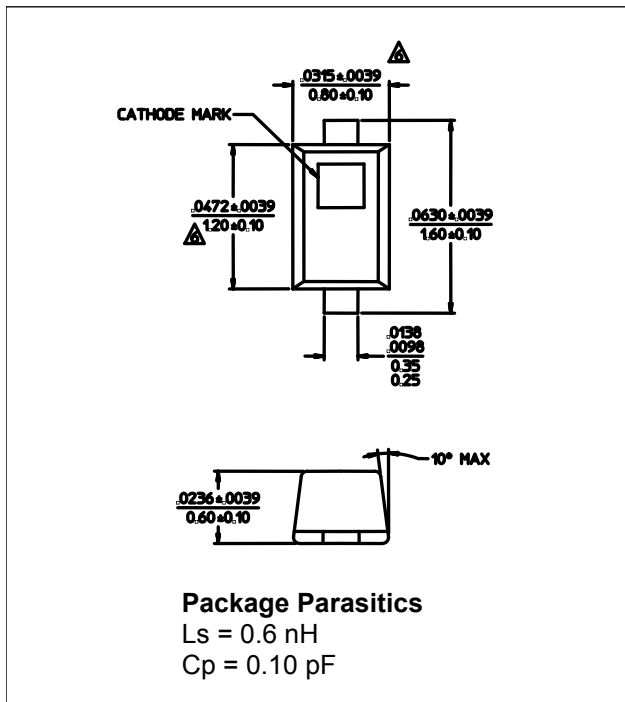 6
.0315±.0039
0.80±0.10
CATHODE MARK
.0472±.0039
1.20±0.10
6
.0630±.0039
1.60±0.10
.0138
.0098
0.35
0.25
10° MAX
.0236±.0039
0.60±0.10
Package Parasitics
Ls = 0.6 nH
Cp = 0.10 pF